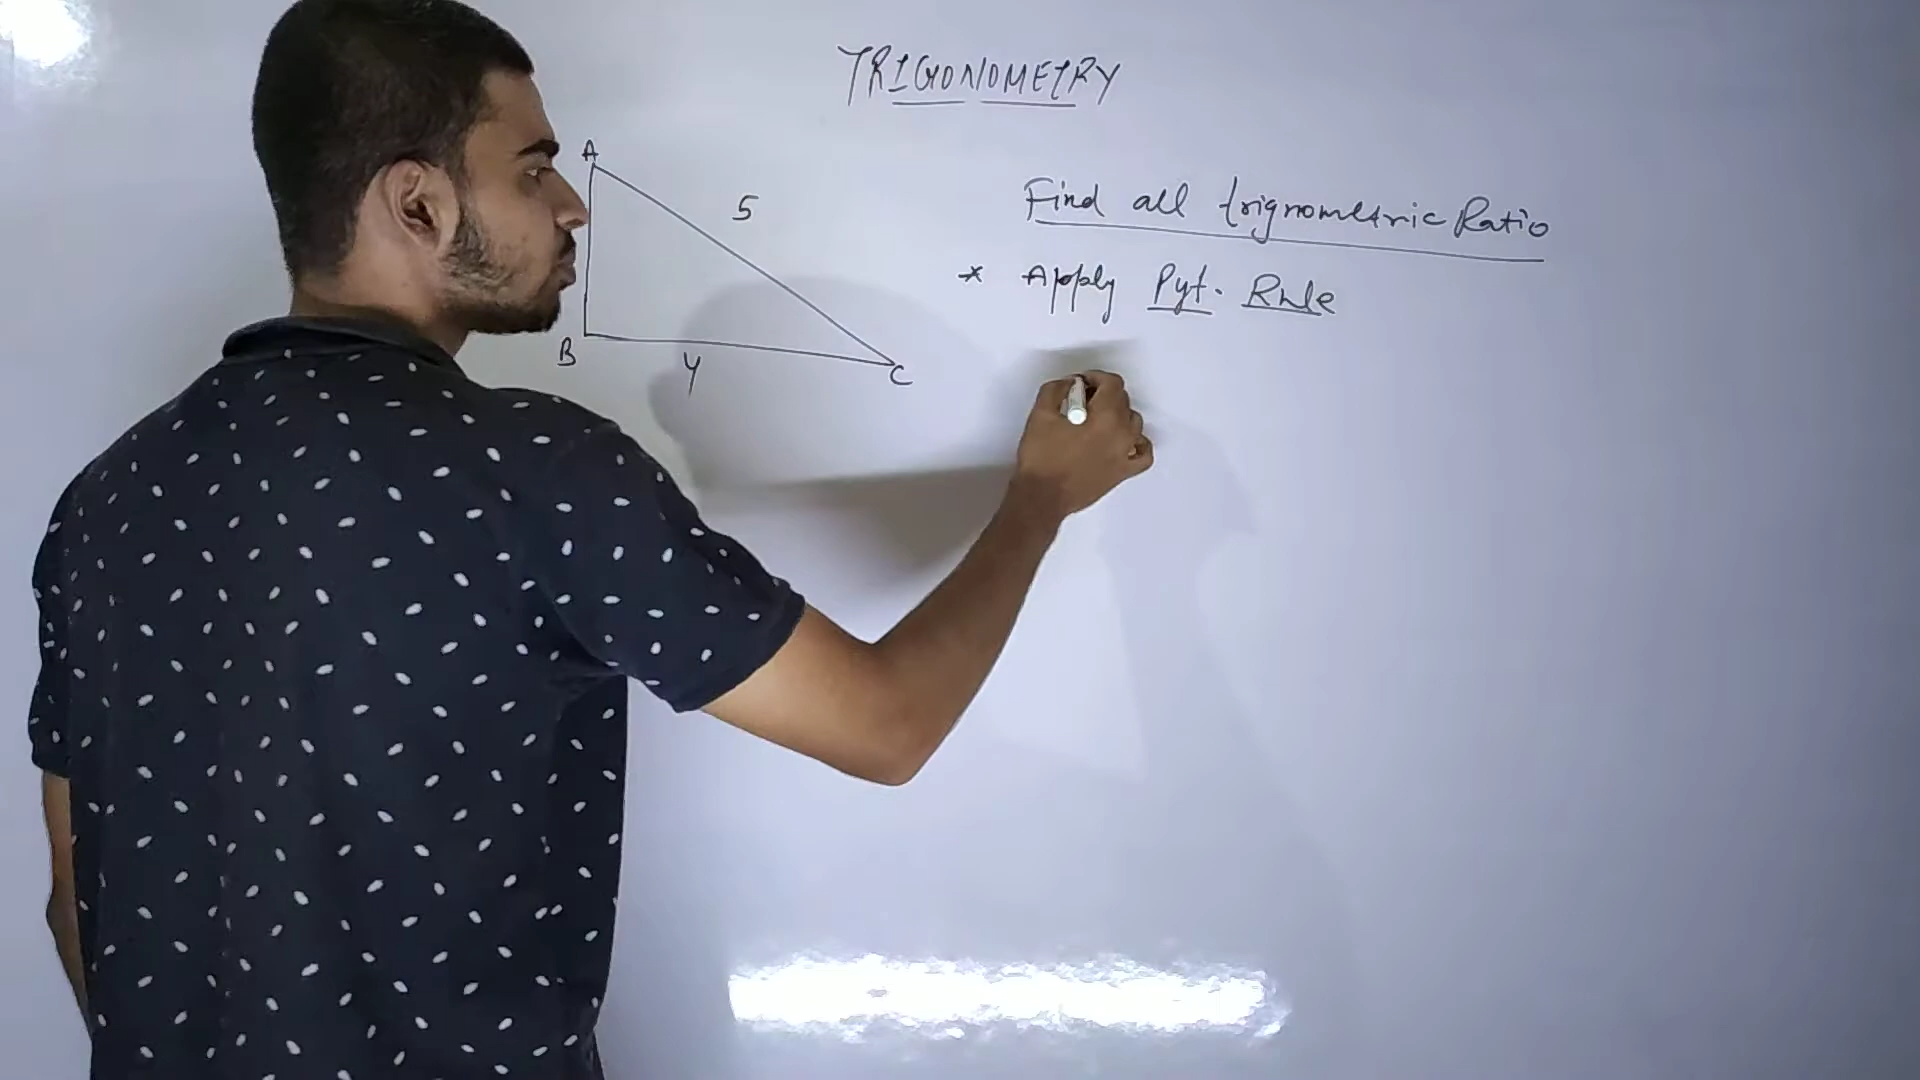 TRIGONOMETRY
A
5
B
4
C
Find all trignometric Ratio
* Apply Pyt. Rule